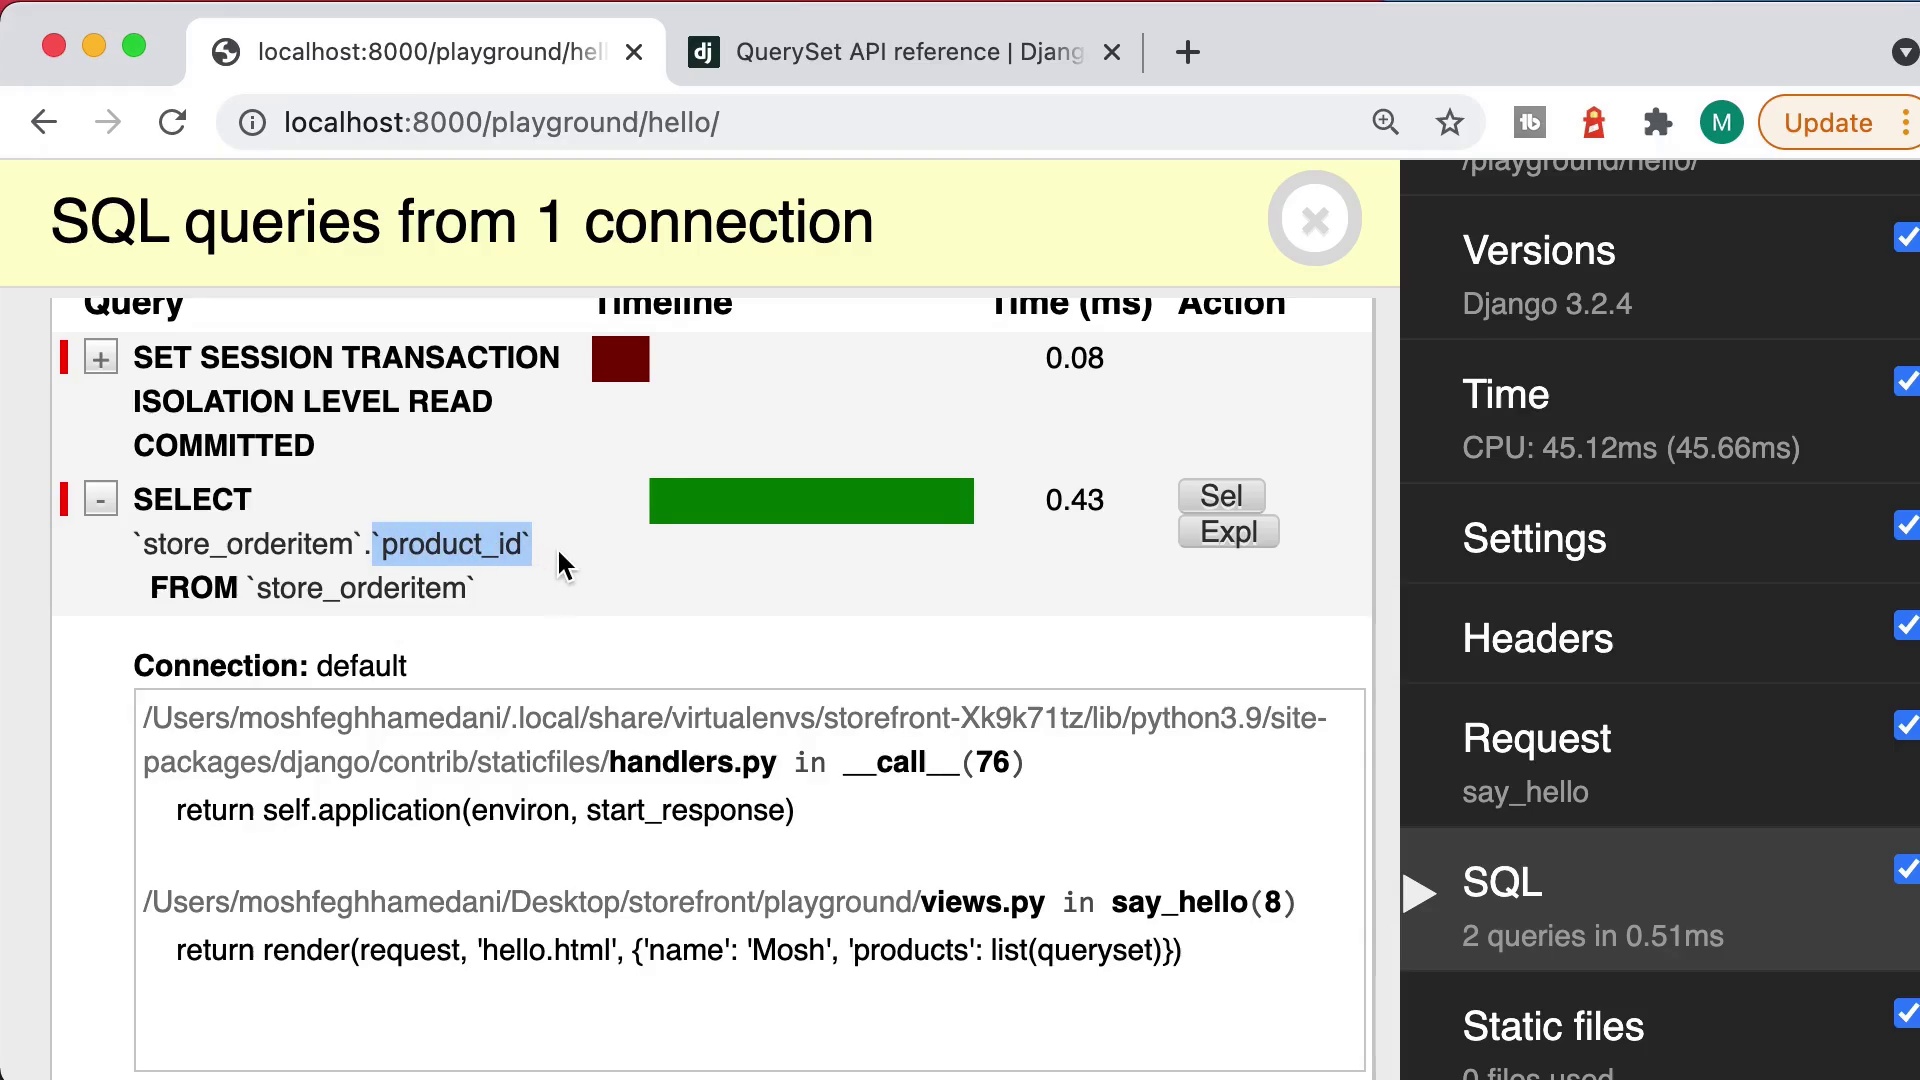 localhost:8000/playground/hel
QuerySet API reference | Djang
localhost:8000/playground/hello/
M
Update
SQL queries from 1 connection
Query Timeline Time (ms) Action
+ SET SESSION TRANSACTION 0.08
ISOLATION LEVEL READ
COMMITTED
- SELECT 0.43 Sel
Expl
`store_orderitem`.`product_id`
FROM `store_orderitem`
Connection: default
/Users/moshfeghhamedani/.local/share/virtualenvs/storefront-Xk9k71tz/lib/python3.9/site-
packages/django/contrib/staticfiles/handlers.py in __call__(76)
return self.application(environ, start_response)
/Users/moshfeghhamedani/Desktop/storefront/playground/views.py in say_hello(8)
return render(request, 'hello.html', {'name': 'Mosh', 'products': list(queryset)})
/playground/hello/
Versions
Django 3.2.4
Time
CPU: 45.12ms (45.66ms)
Settings
Headers
Request
say_hello
SQL
2 queries in 0.51ms
Static files
0 files used